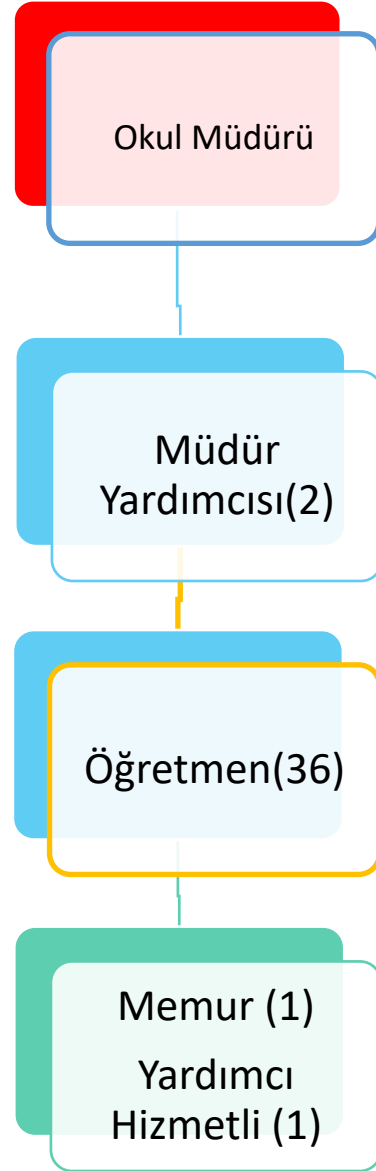 Okul Müdürü
Müdür
Yardımcısı(2)
Öğretmen(36)
Memur (1)
Yardımcı
Hizmetli (1)